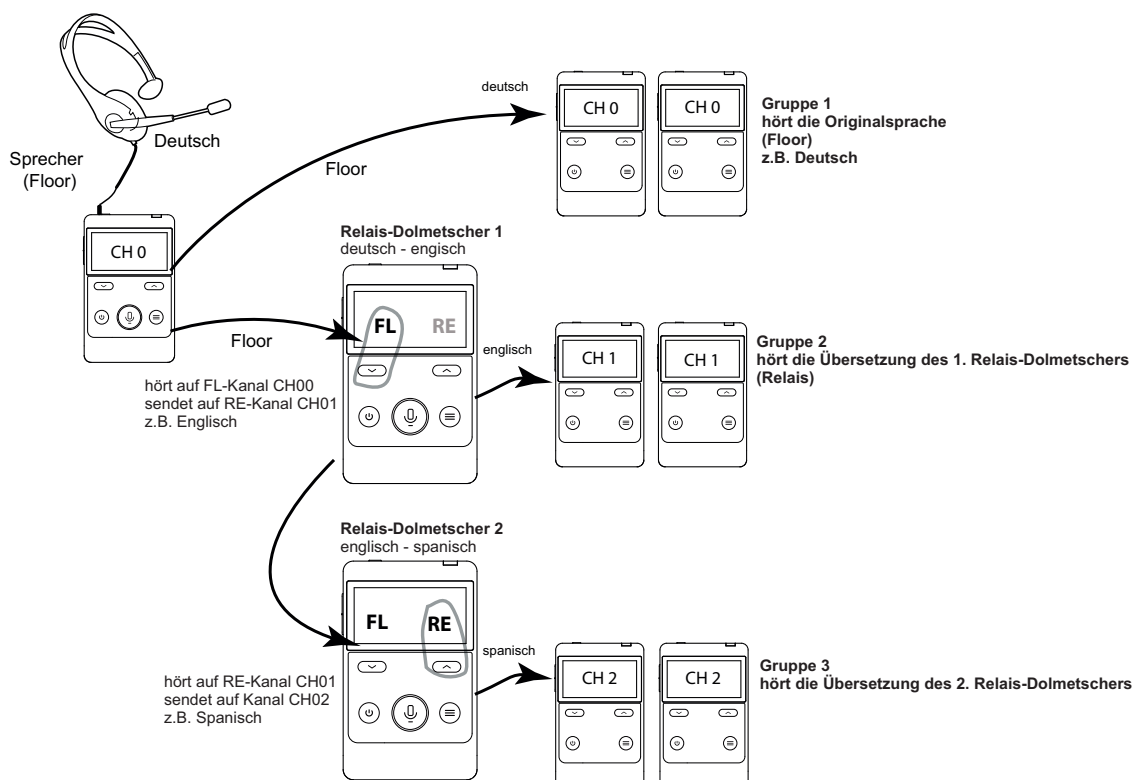 deutsch
CH 0
CH 0
Gruppe 1
hört die Originalsprache
(Floor)
z.B. Deutsch
Deutsch
Sprecher
(Floor)
Floor
CH 0
Relais-Dolmetscher 1
deutsch - engisch
FL
RE
Floor
englisch
CH 1
CH 1
Gruppe 2
hört die Übersetzung des 1. Relais-Dolmetschers
(Relais)
hört auf FL-Kanal CH00
sendet auf RE-Kanal CH01
z.B. Englisch
Relais-Dolmetscher 2
englisch - spanisch
FL
RE
spanisch
CH 2
CH 2
Gruppe 3
hört die Übersetzung des 2. Relais-Dolmetschers
hört auf RE-Kanal CH01
sendet auf Kanal CH02
z.B. Spanisch